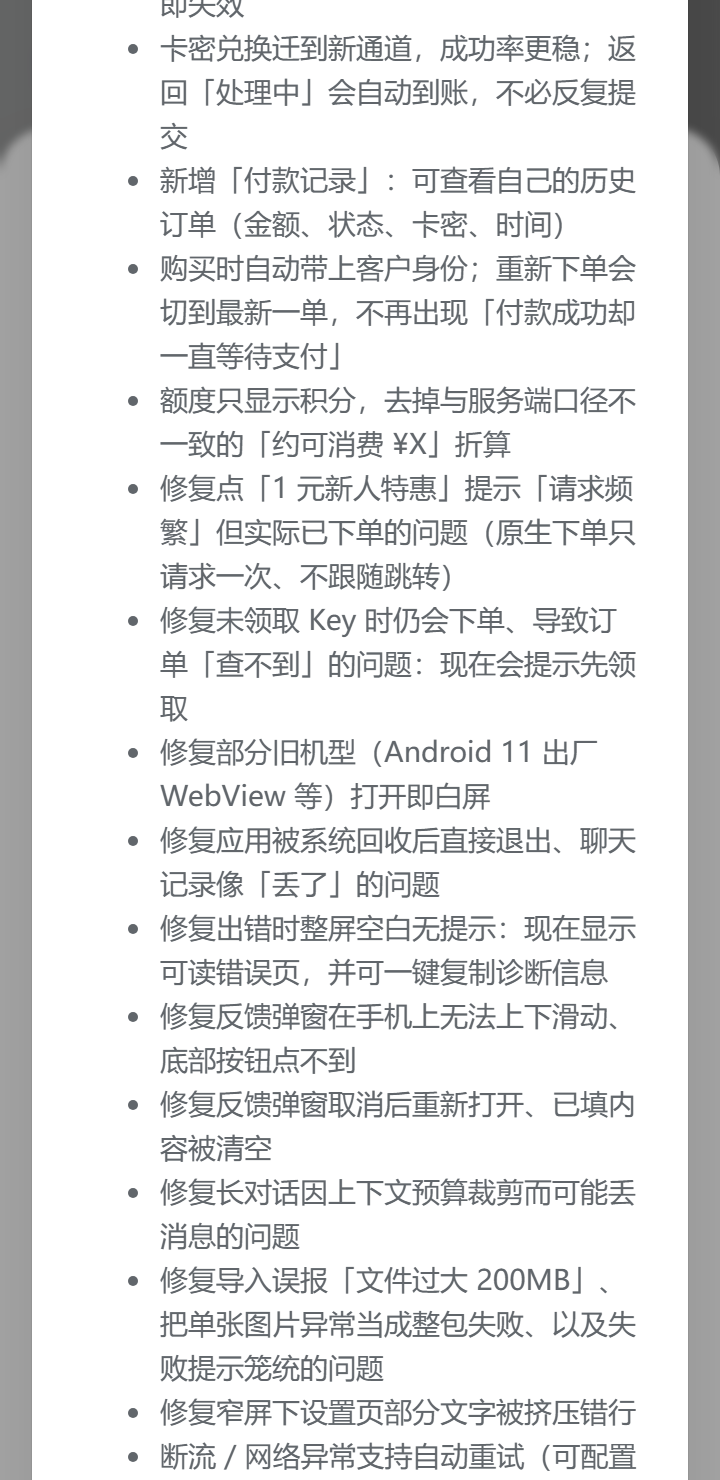 即失效
卡密兑换迁到新通道，成功率更稳；返
回「处理中」会自动到账，不必反复提
交
新增「付款记录」：可查看自己的历史
订单（金额、状态、卡密、时间）
购买时自动带上客户身份；重新下单会
切到最新一单，不再出现「付款成功却
一直等待支付」
额度只显示积分，去掉与服务端口径不
一致的「约可消费 ¥X」折算
修复点「1 元新人特惠」提示「请求频
繁」但实际已下单的问题（原生下单只
请求一次、不跟随跳转）
修复未领取 Key 时仍会下单、导致订
单「查不到」的问题：现在会提示先领
取
修复部分旧机型（Android 11 出厂
WebView 等）打开即白屏
修复应用被系统回收后直接退出、聊天
记录像「丢了」的问题
修复出错时整屏空白无提示：现在显示
可读错误页，并可一键复制诊断信息
修复反馈弹窗在手机上无法上下滑动、
底部按钮点不到
修复反馈弹窗取消后重新打开、已填内
容被清空
修复长对话因上下文预算裁剪而可能丢
消息的问题
修复导入误报「文件过大 200MB」、
把单张图片异常当成整包失败、以及失
败提示笼统的问题
修复窄屏下设置页部分文字被挤压错行
断流 / 网络异常支持自动重试（可配置